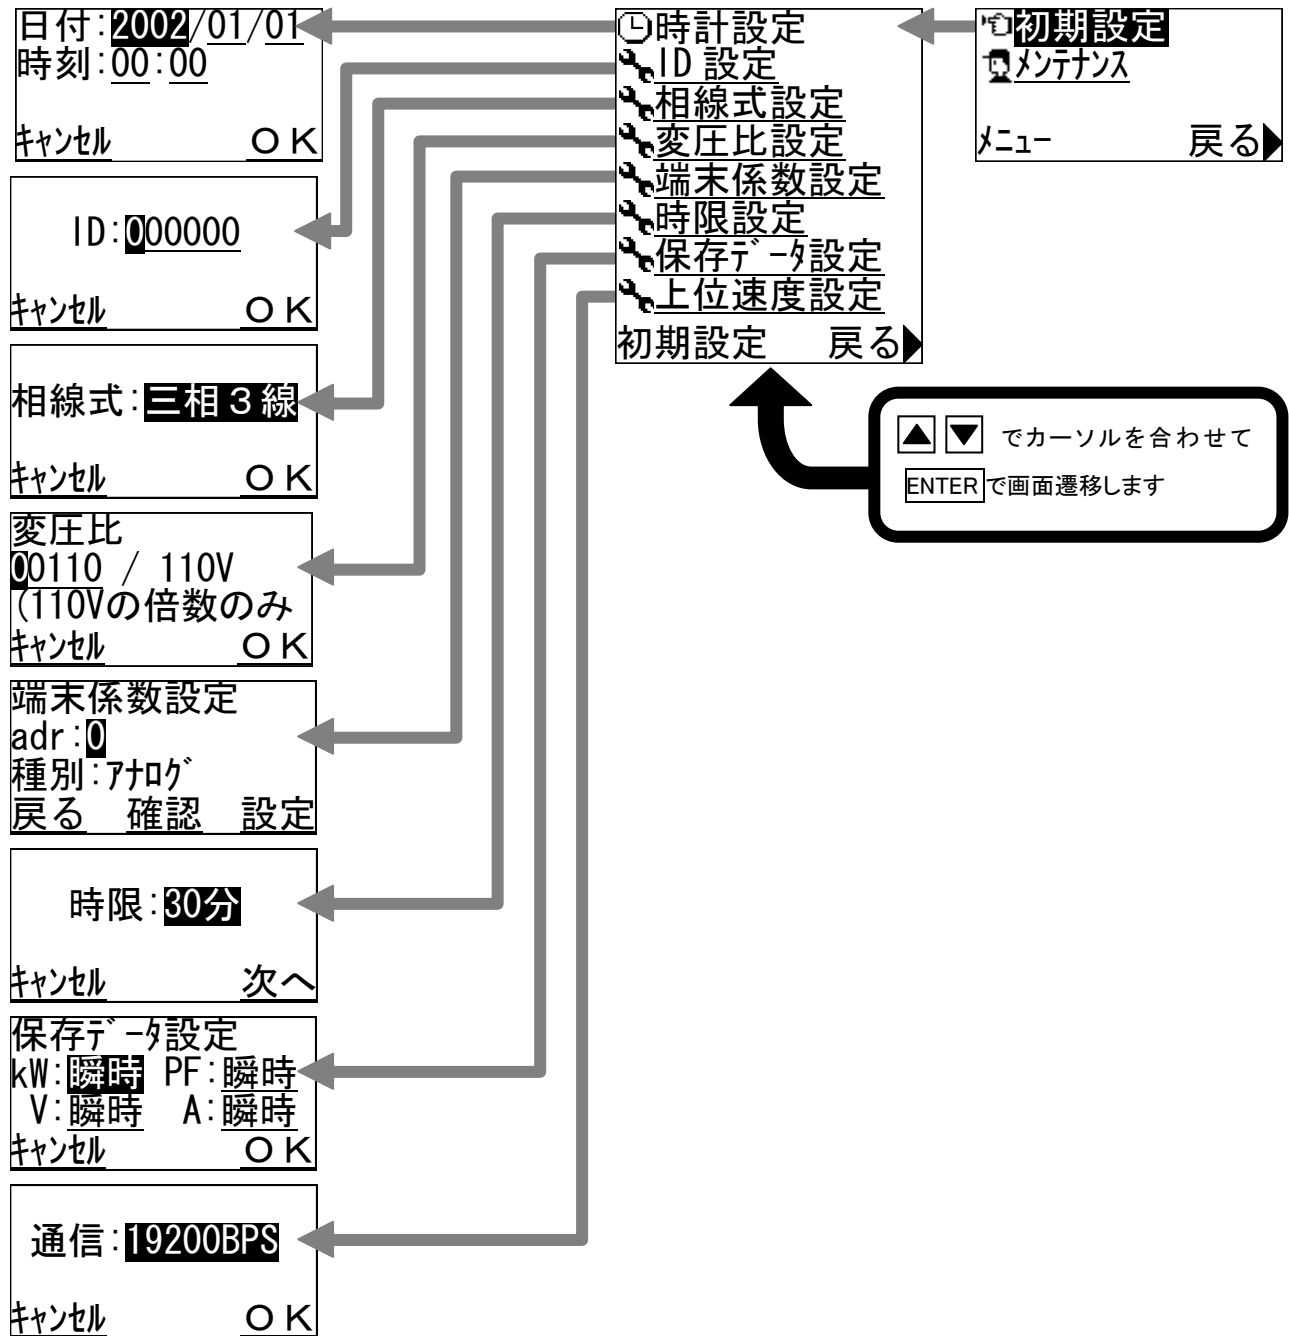 日付:2002/01/01
時刻:00:00
ｷｬﾝｾﾙ ＯＫ
ID:000000
ｷｬﾝｾﾙ ＯＫ
相線式:三相３線
ｷｬﾝｾﾙ ＯＫ
変圧比
00110 / 110V
(110Vの倍数のみ
ｷｬﾝｾﾙ ＯＫ
端末係数設定
adr:0
種別:ｱﾅﾛｸﾞ
戻る 確認 設定
時限:30分
ｷｬﾝｾﾙ 次へ
保存ﾃﾞｰﾀ設定
kW:瞬時 PF:瞬時
V:瞬時 A:瞬時
ｷｬﾝｾﾙ ＯＫ
通信:19200BPS
ｷｬﾝｾﾙ ＯＫ
時計設定
ID設定
相線式設定
変圧比設定
端末係数設定
時限設定
保存ﾃﾞｰﾀ設定
上位速度設定
初期設定 戻る▶
初期設定
ﾒﾝﾃﾅﾝｽ
ﾒﾆｭｰ 戻る▶
▲ ▼ でカーソルを合わせて
ENTERで画面遷移します